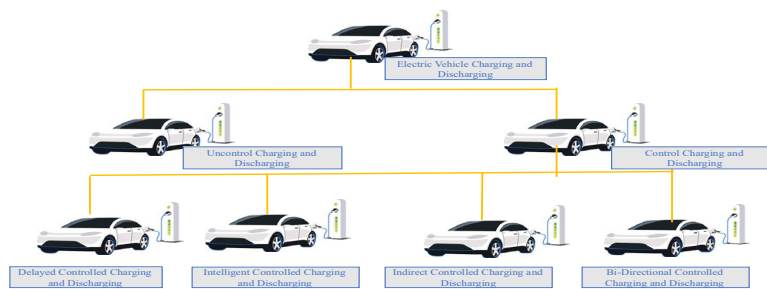 Electric Vehicle Charging and
Discharging
Uncontrol Charging and
Discharging
Control Charging and
Discharging
Delayed Controlled Charging
and Discharging
Intelligent Controlled Charging
and Discharging
Indirect Controlled Charging and
Discharging
Bi-Directional Controlled
Charging and Discharging